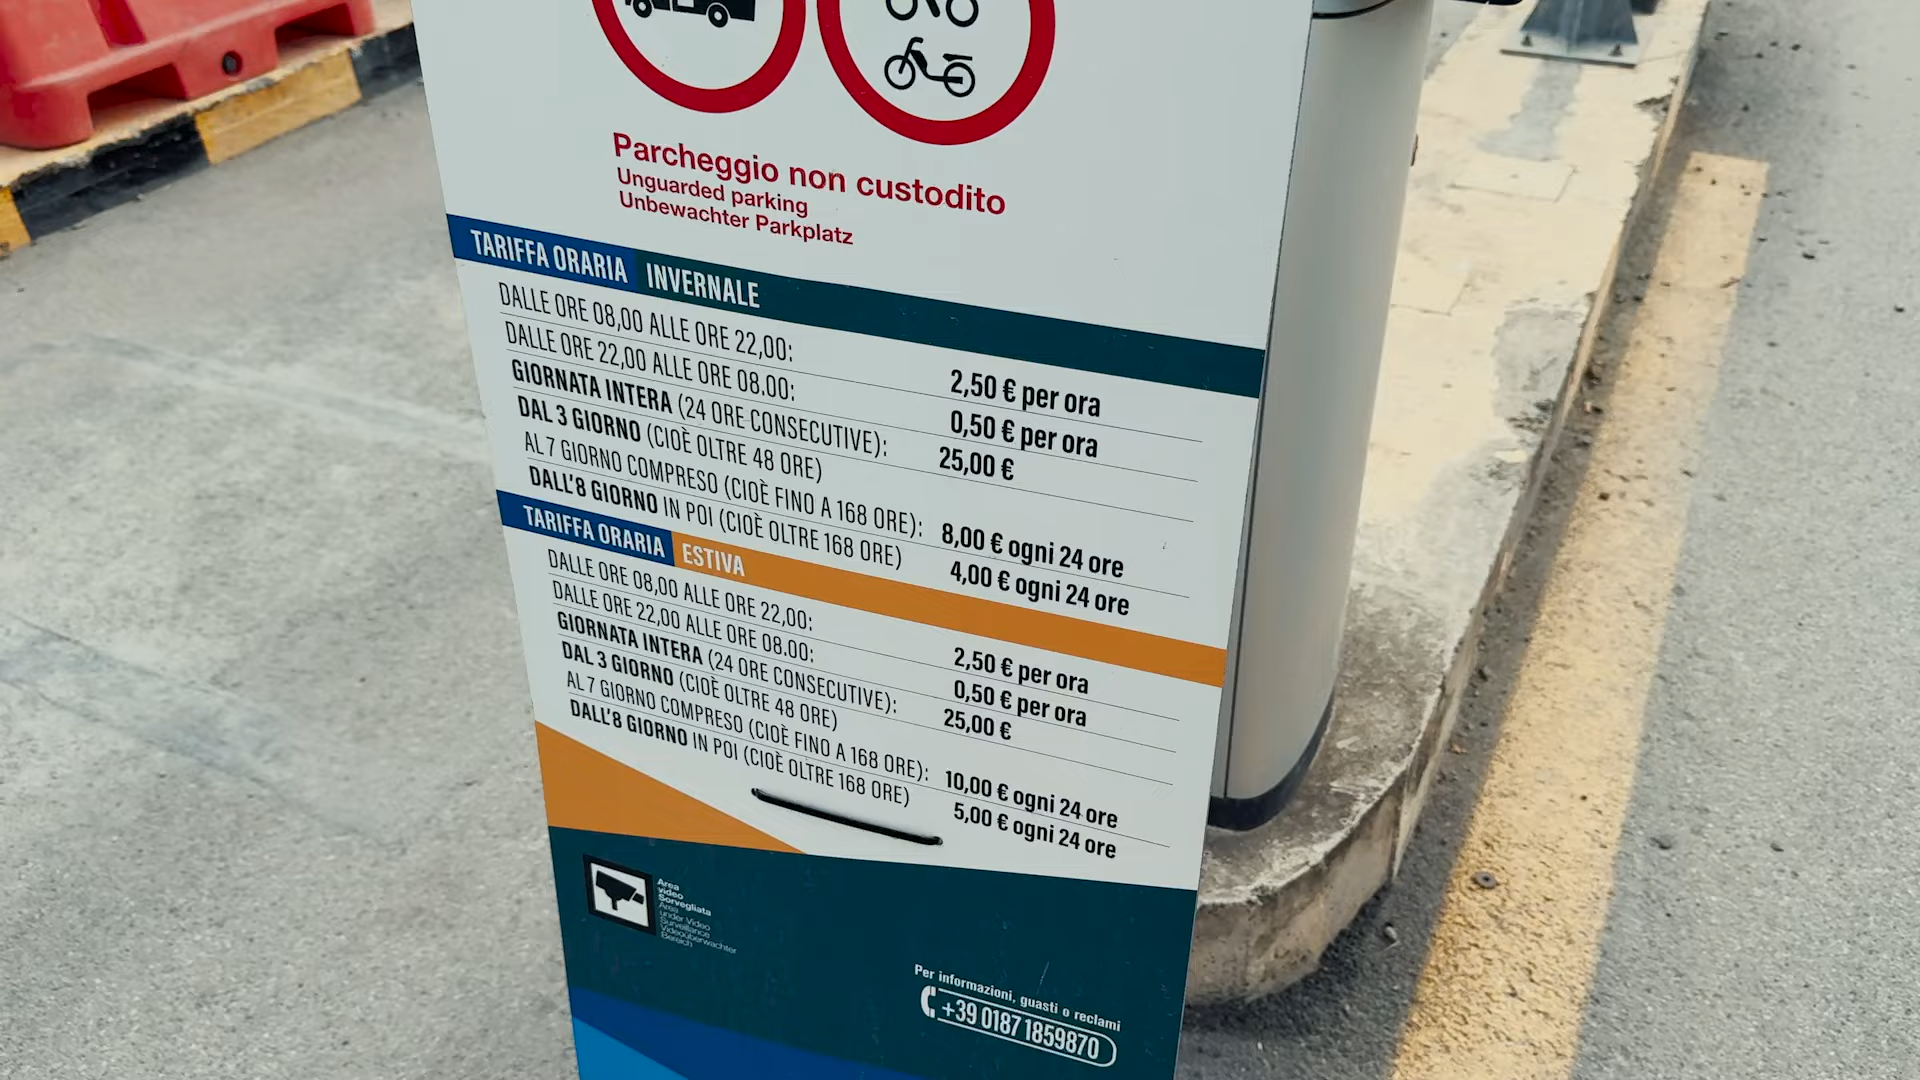 Parcheggio non custodito
Unguarded parking
Unbewachter Parkplatz
TARIFFA ORARIA INVERNALE
DALLE ORE 08,00 ALLE ORE 22,00: 2,50 € per ora
DALLE ORE 22,00 ALLE ORE 08.00: 0,50 € per ora
GIORNATA INTERA (24 ORE CONSECUTIVE): 25,00 €
DAL 3 GIORNO (CIOÈ OLTRE 48 ORE)
AL 7 GIORNO COMPRESO (CIOÈ FINO A 168 ORE): 8,00 € ogni 24 ore
DALL'8 GIORNO IN POI (CIOÈ OLTRE 168 ORE) 4,00 € ogni 24 ore
TARIFFA ORARIA ESTIVA
DALLE ORE 08,00 ALLE ORE 22,00: 2,50 € per ora
DALLE ORE 22,00 ALLE ORE 08.00: 0,50 € per ora
GIORNATA INTERA (24 ORE CONSECUTIVE): 25,00 €
DAL 3 GIORNO (CIOÈ OLTRE 48 ORE)
AL 7 GIORNO COMPRESO (CIOÈ FINO A 168 ORE): 10,00 € ogni 24 ore
DALL'8 GIORNO IN POI (CIOÈ OLTRE 168 ORE) 5,00 € ogni 24 ore
Area
video
Sorvegliata
Area
under Video
Surveillance
Videoüberwachter
Bereich
Per informazioni, guasti o reclami
+39 0187 1859870